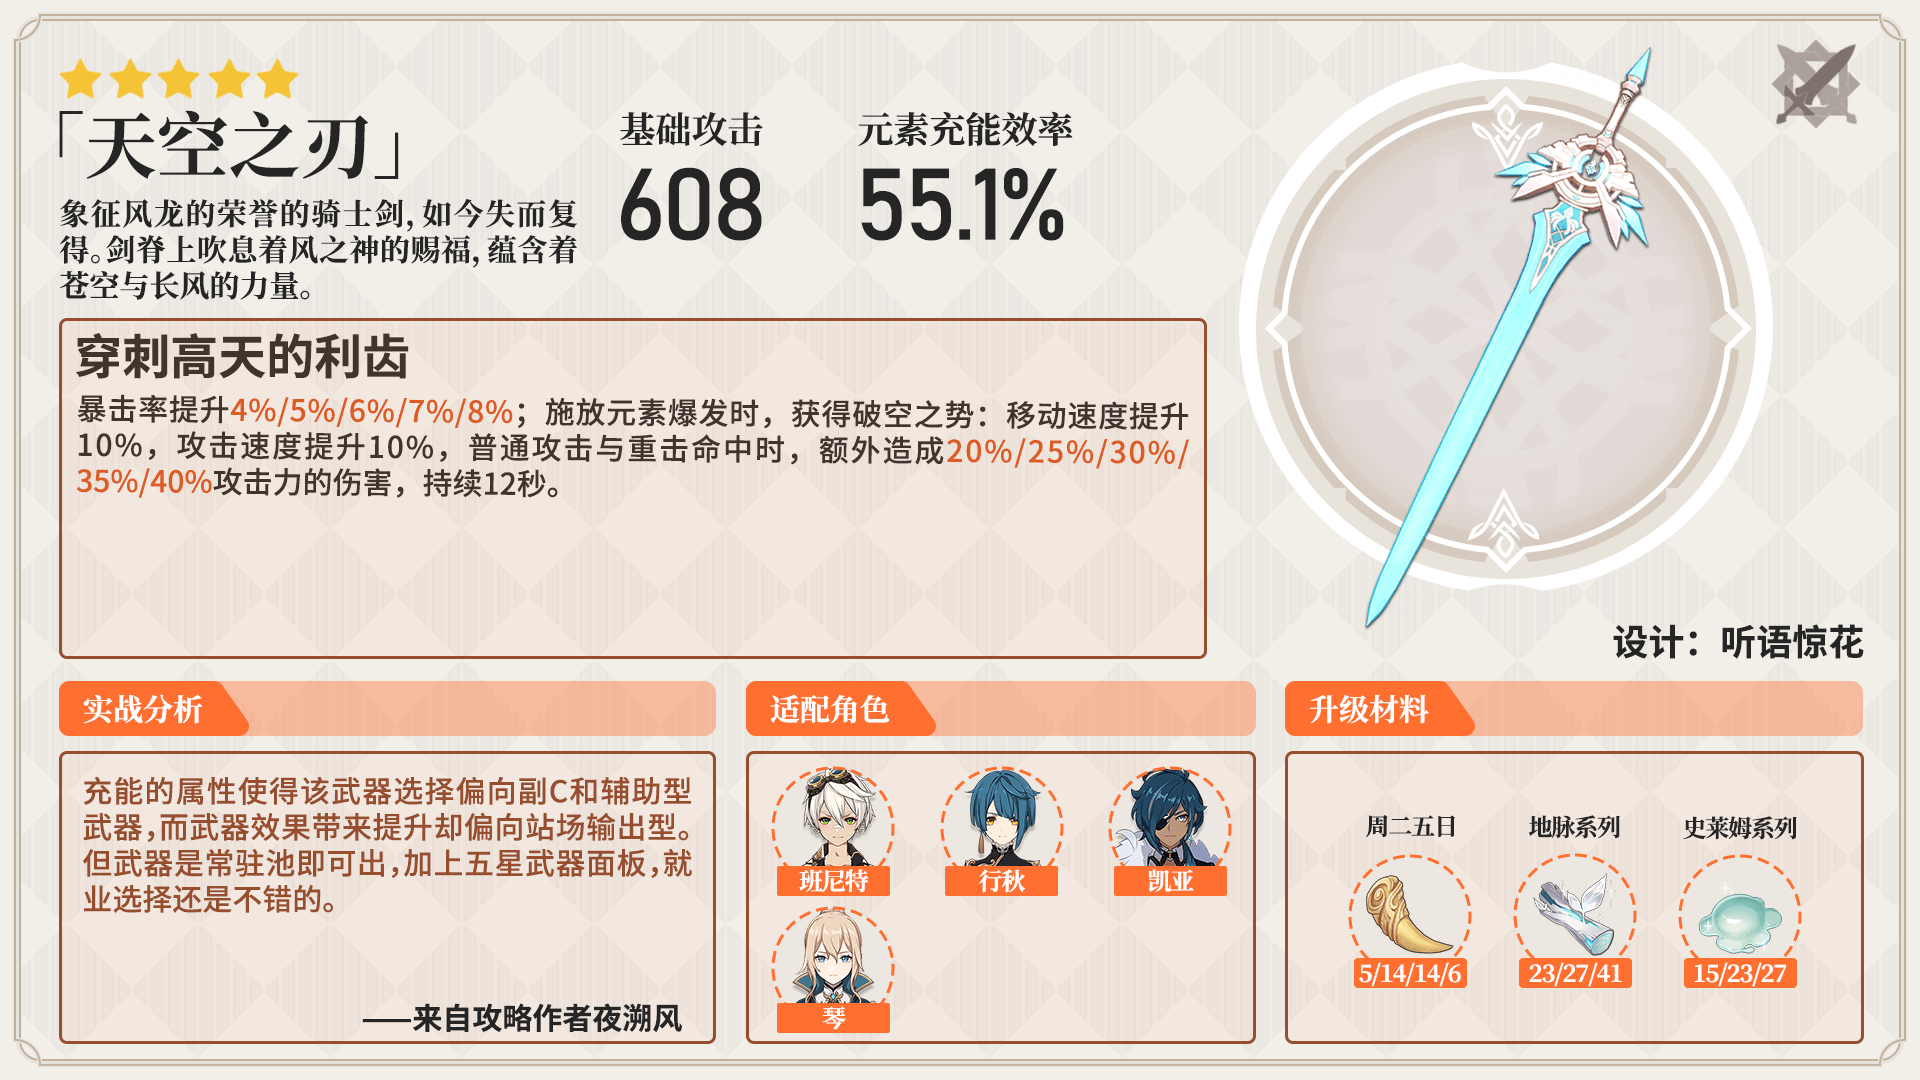 「天空之刃」
象征风龙的荣誉的骑士剑,如今失而复
得。剑脊上吹息着风之神的赐福,蕴含着
苍空与长风的力量。
基础攻击
608
元素充能效率
55.1%
穿刺高天的利齿
暴击率提升4%/5%/6%/7%/8%；施放元素爆发时，获得破空之势：移动速度提升
10%，攻击速度提升10%，普通攻击与重击命中时，额外造成20%/25%/30%/
35%/40%攻击力的伤害，持续12秒。
设计：听语惊花
实战分析
充能的属性使得该武器选择偏向副C和辅助型
武器,而武器效果带来提升却偏向站场输出型。
但武器是常驻池即可出,加上五星武器面板,就
业选择还是不错的。
——来自攻略作者夜溯风
适配角色
班尼特
行秋
凯亚
琴
升级材料
周二五日
地脉系列
史莱姆系列
5/14/14/6
23/27/41
15/23/27